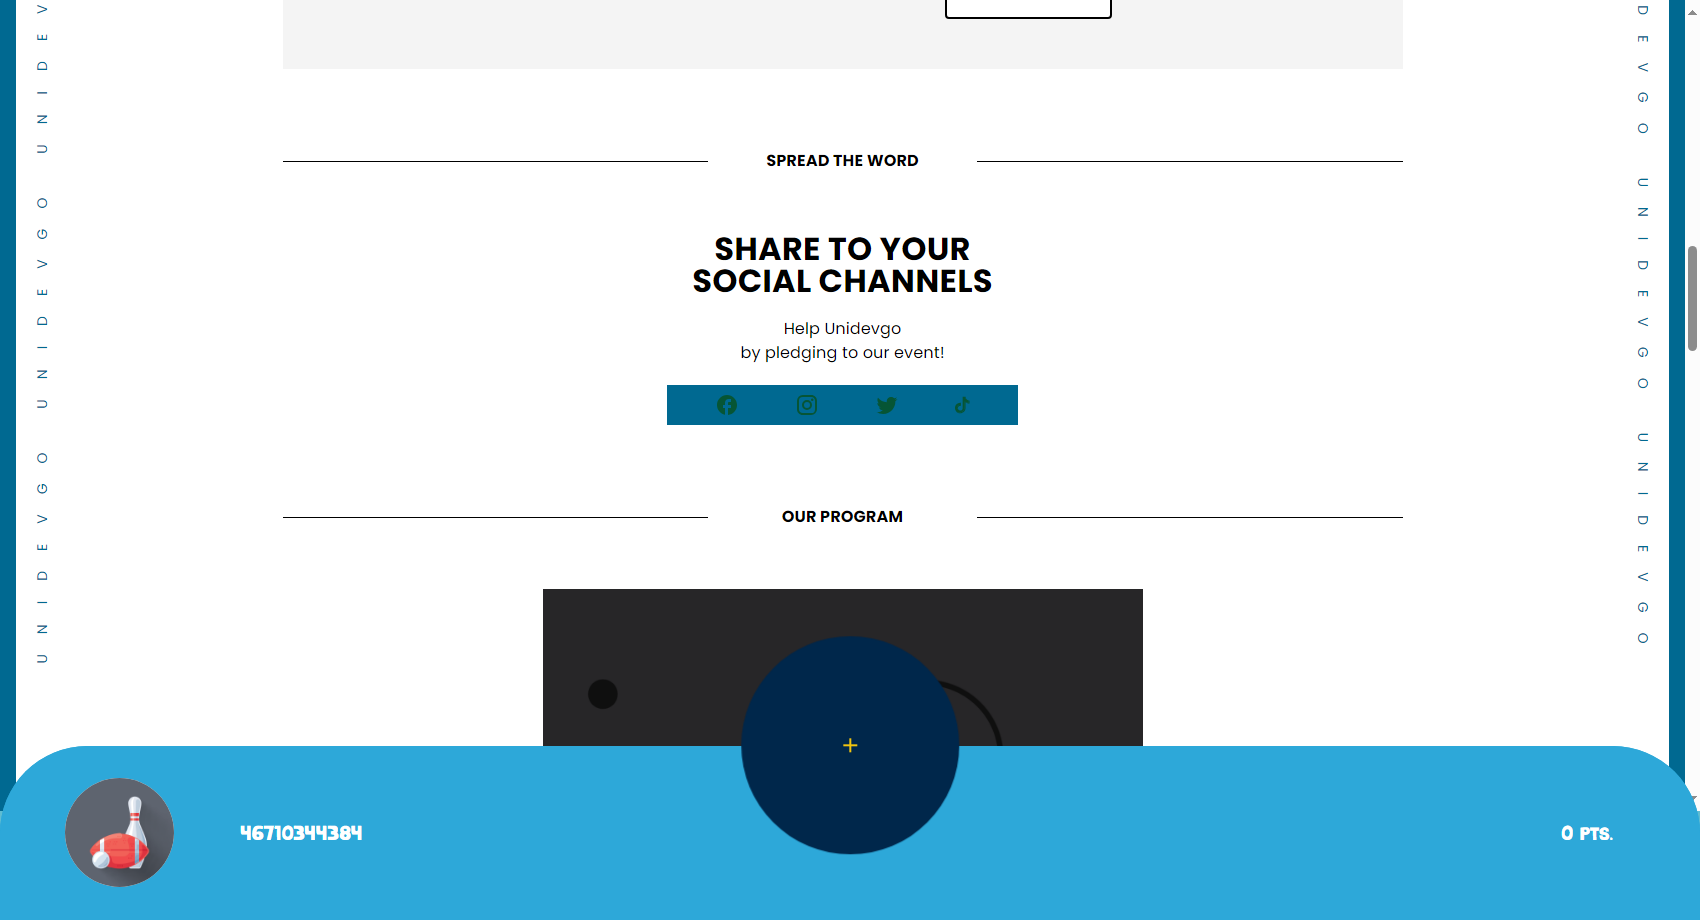 SPREAD THE WORD
SHARE TO YOUR
SOCIAL CHANNELS
Help Unidevgo
by pledging to our event!
OUR PROGRAM
UNIDEVGO UNIDEVGO UNIDEV
DEVGO UNIDEVGO UNIDEVGO
46710344384
0 PTS.